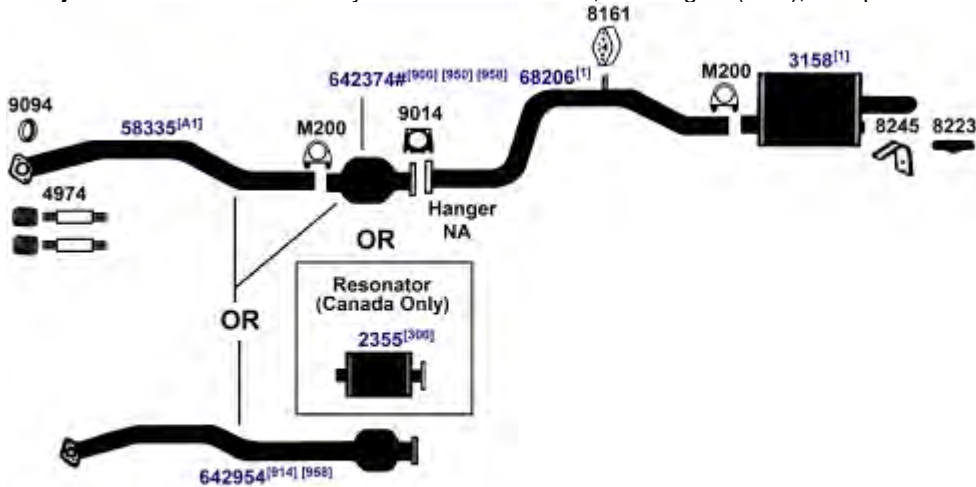 8161
642374#[900] [950] [958]
68206[1]
3158[1]
M200
9094
58335[A1]
M200
9014
8245
8223
4974
Hanger
NA
OR
Resonator
(Canada Only)
2355[300]
OR
642954[914] [958]